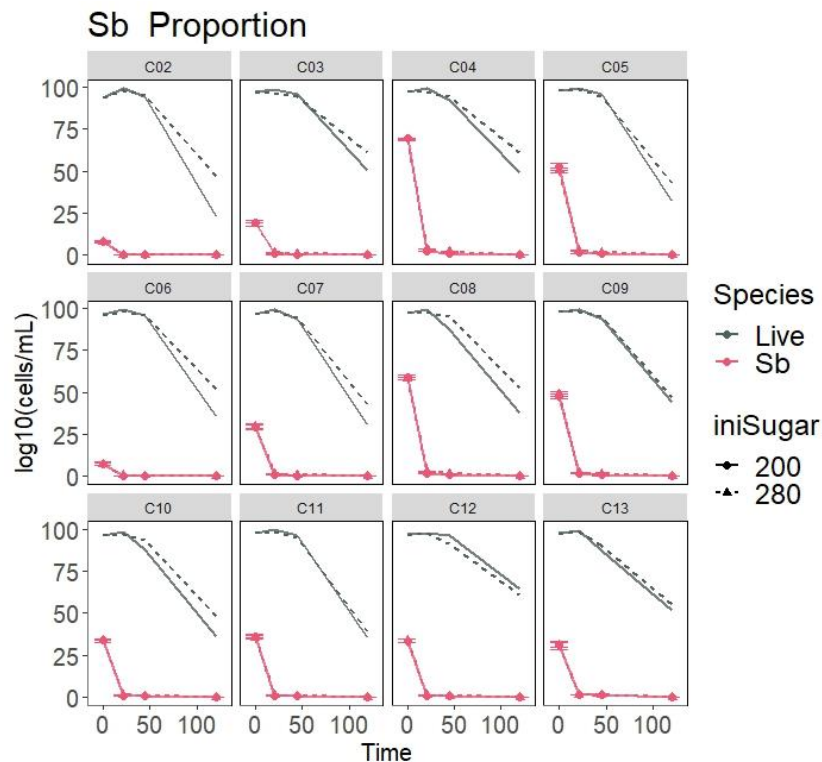 Sb Proportion
C02 C03 C04 C05
100
75
50
25
0
C06 C07 C08 C09
100
75
50
25
0
C10 C11 C12 C13
100
75
50
25
0
0 50 100 0 50 100 0 50 100 0 50 100
Time
log10(cells/mL)
Species
Live
Sb
iniSugar
200
280